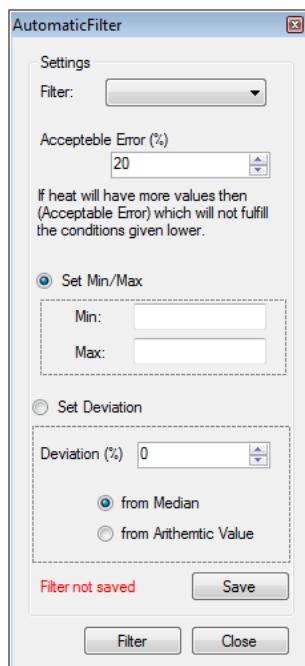 AutomaticFilter
Settings
Filter:
Accepteble Error (%)
20
If heat will have more values then
(Acceptable Error) which will not fulfill
the conditions given lower.
Set Min/Max
Min:
Max:
Set Deviation
Deviation (%) 0
from Median
from Arithemtic Value
Filter not saved Save
Filter Close